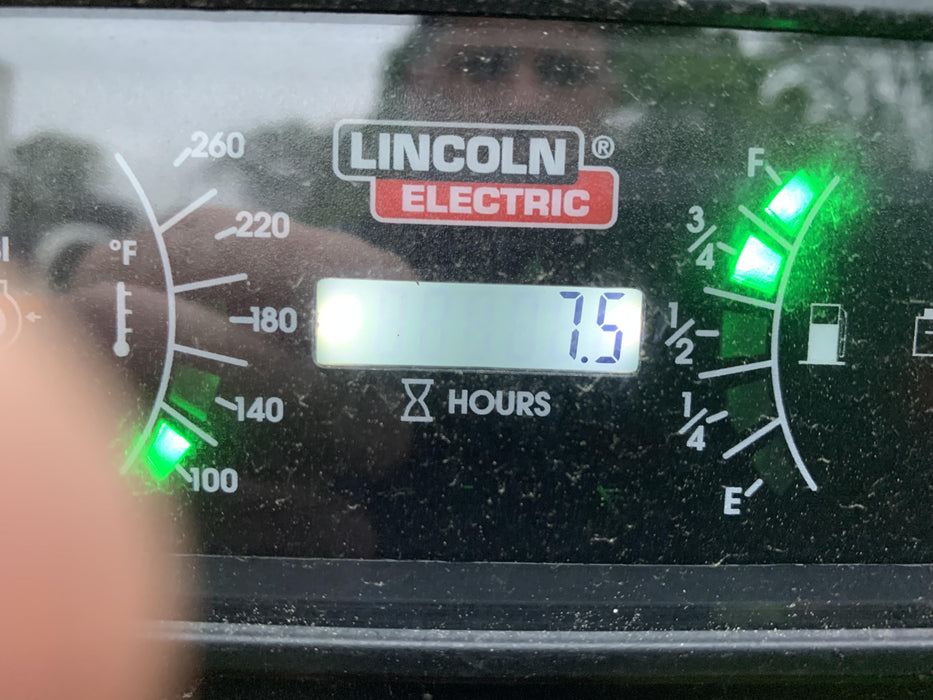 260
220
°F
180
140
100
LINCOLN ®
ELECTRIC
7.5
HOURS
F
3/4
1/2
1/4
E